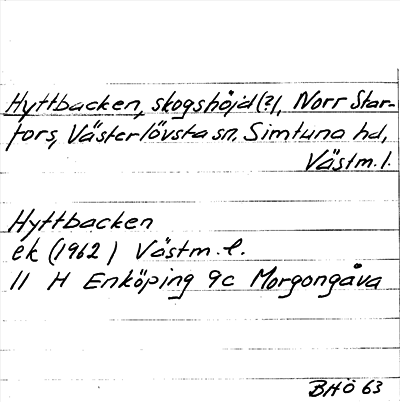 Hyttbacken, skogshöjd(?), Norr Star-
fors, Västerlövsta sn, Simtuna hd,
Västm. l.
Hyttbacken
ek (1962) Västm. l.
11 H Enköping 9c Morgongåva
BHÖ 63